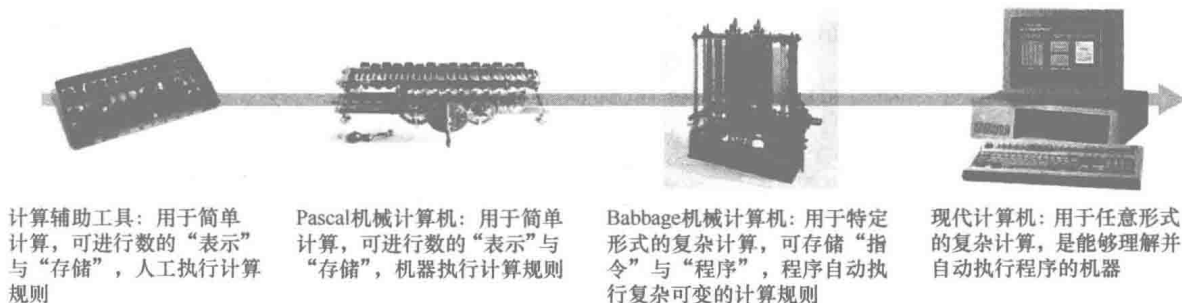 计算辅助工具：用于简单
计算，可进行数的“表示”
与“存储”，人工执行计算
规则
Pascal机械计算机：用于简单
计算，可进行数的“表示”与
“存储”，机器执行计算规则
Babbage机械计算机：用于特定
形式的复杂计算，可存储“指
令”与“程序”，程序自动执
行复杂可变的计算规则
现代计算机：用于任意形式
的复杂计算，是能够理解并
自动执行程序的机器